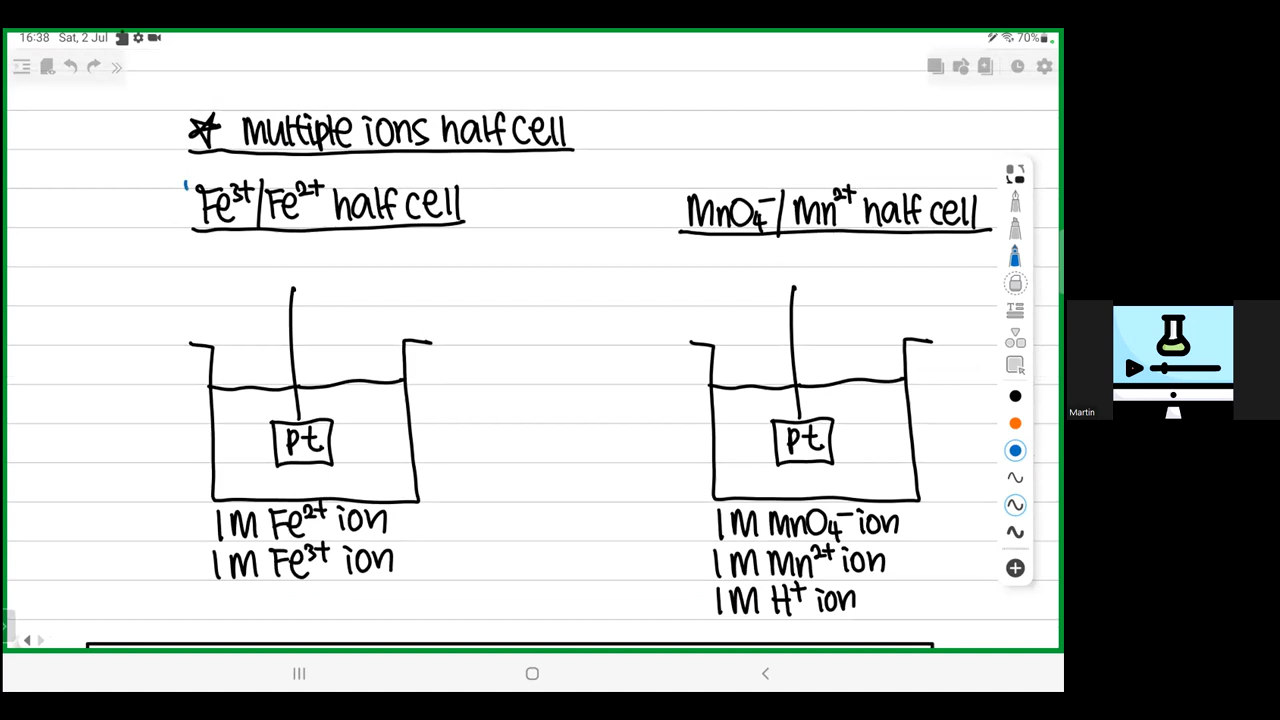 16:38 Sat, 2 Jul
70%
☆ multiple ions half cell
Fe³⁺/Fe²⁺ half cell
MnO₄⁻/Mn²⁺ half cell
pt
pt
1M Fe²⁺ ion
1M Fe³⁺ ion
1M MnO₄⁻ ion
1M Mn²⁺ ion
1M H⁺ ion
Martin